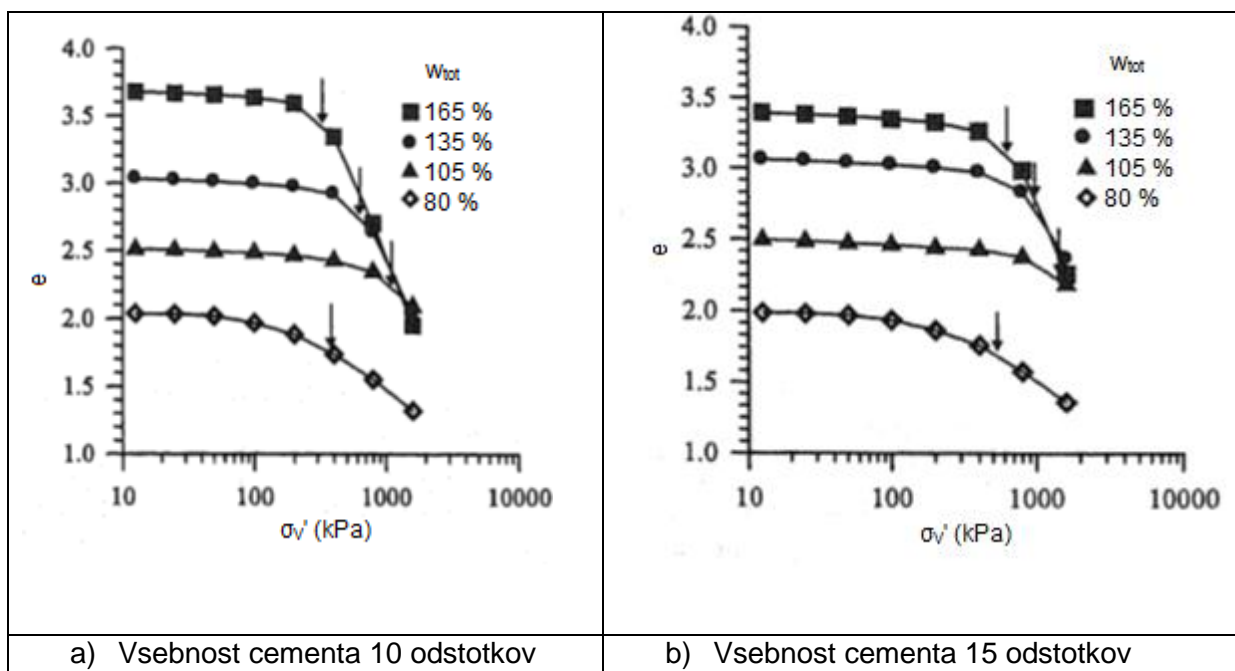 4.0
3.5
3.0
2.5
2.0
1.5
1.0
e
10 100 1000 10000
σv' (kPa)
Wtot
165 %
135 %
105 %
80 %
a) Vsebnost cementa 10 odstotkov
4.0
3.5
3.0
2.5
2.0
1.5
1.0
e
10 100 1000 10000
σv' (kPa)
Wtot
165 %
135 %
105 %
80 %
b) Vsebnost cementa 15 odstotkov